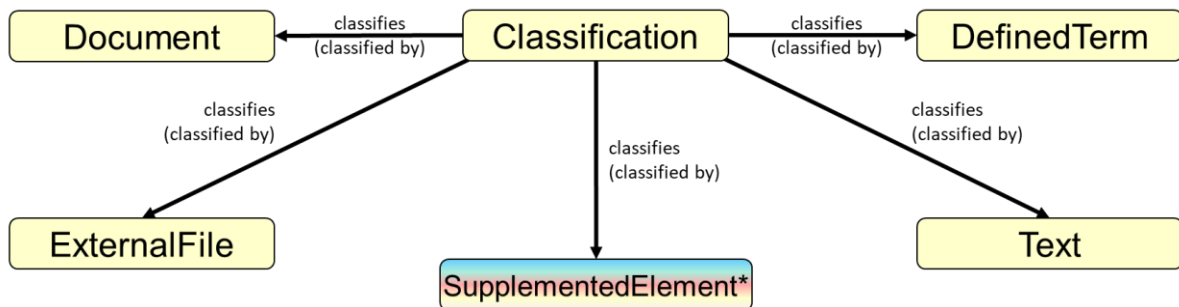 Document
classifies
(classified by)
Classification
classifies
(classified by)
DefinedTerm
classifies
(classified by)
classifies
(classified by)
classifies
(classified by)
ExternalFile
SupplementedElement*
Text